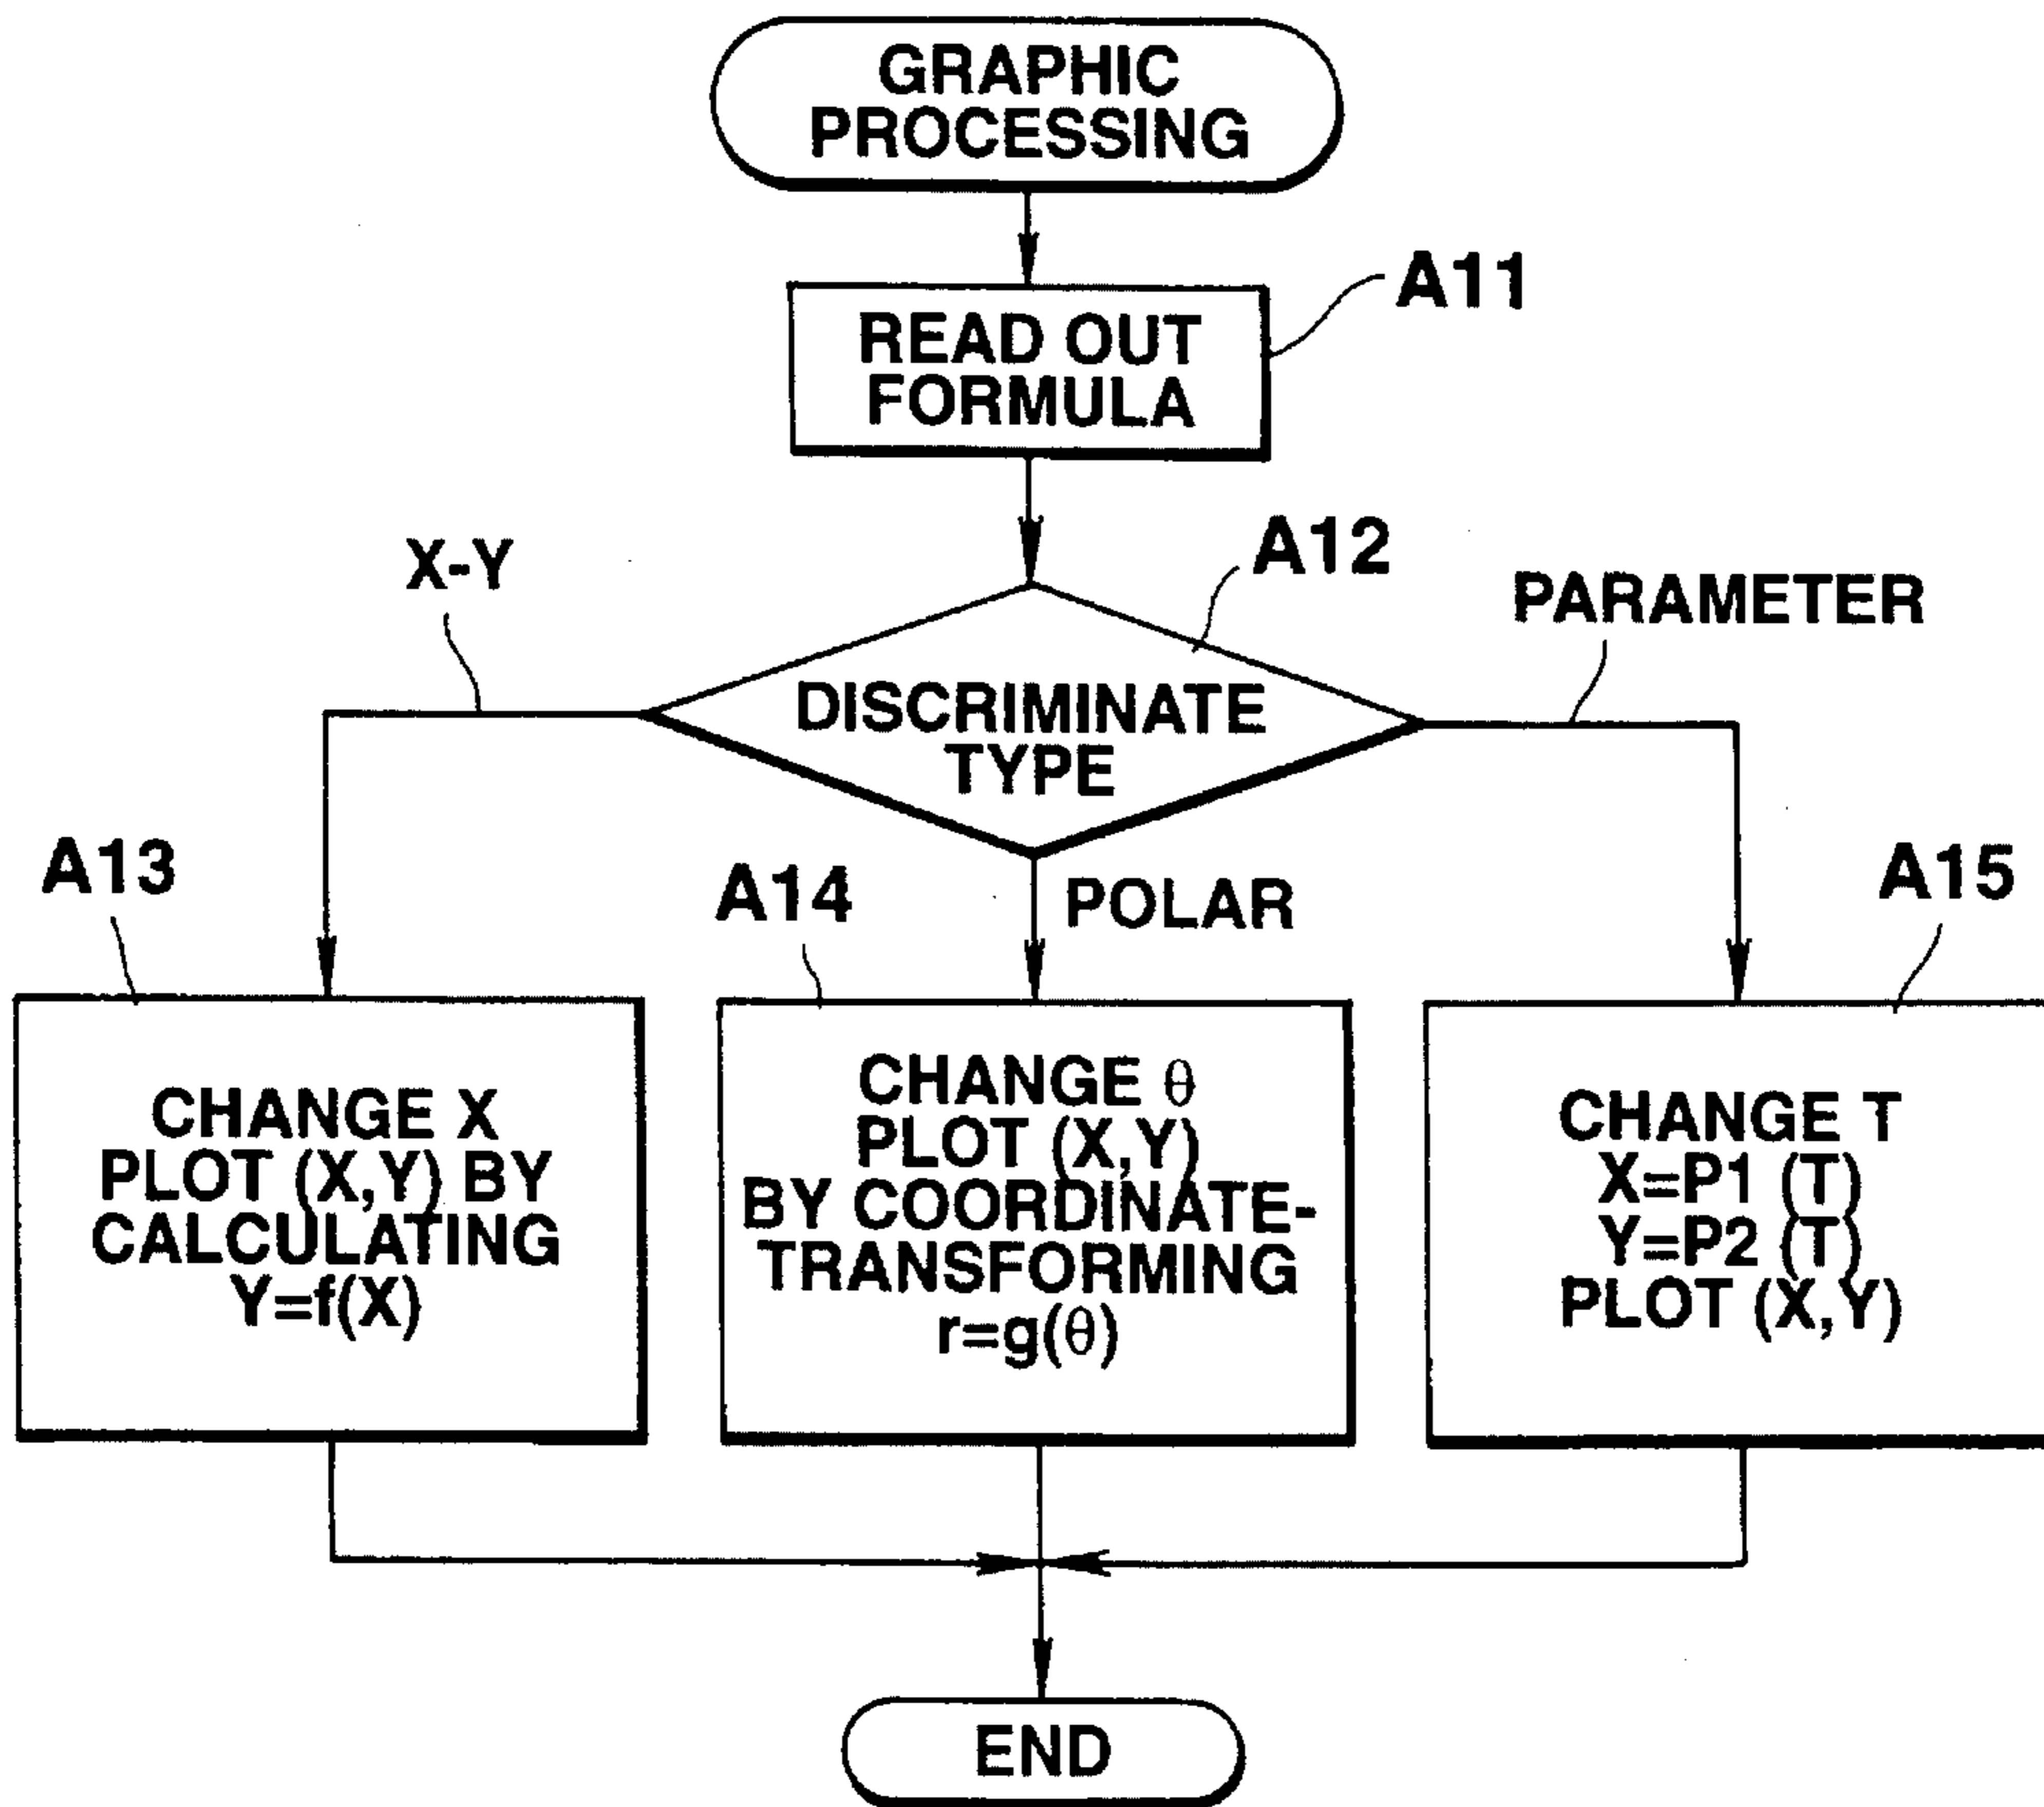 GRAPHIC
PROCESSING
A11
READ OUT
FORMULA
A12
X-Y
PARAMETER
DISCRIMINATE
TYPE
A13
A14
POLAR
A15
CHANGE X
PLOT (X,Y) BY
CALCULATING
Y=f(X)
CHANGE θ
PLOT (X,Y)
BY COORDINATE-
TRANSFORMING
r=g(θ)
CHANGE T
X=P1 (T)
Y=P2 (T)
PLOT (X,Y)
END